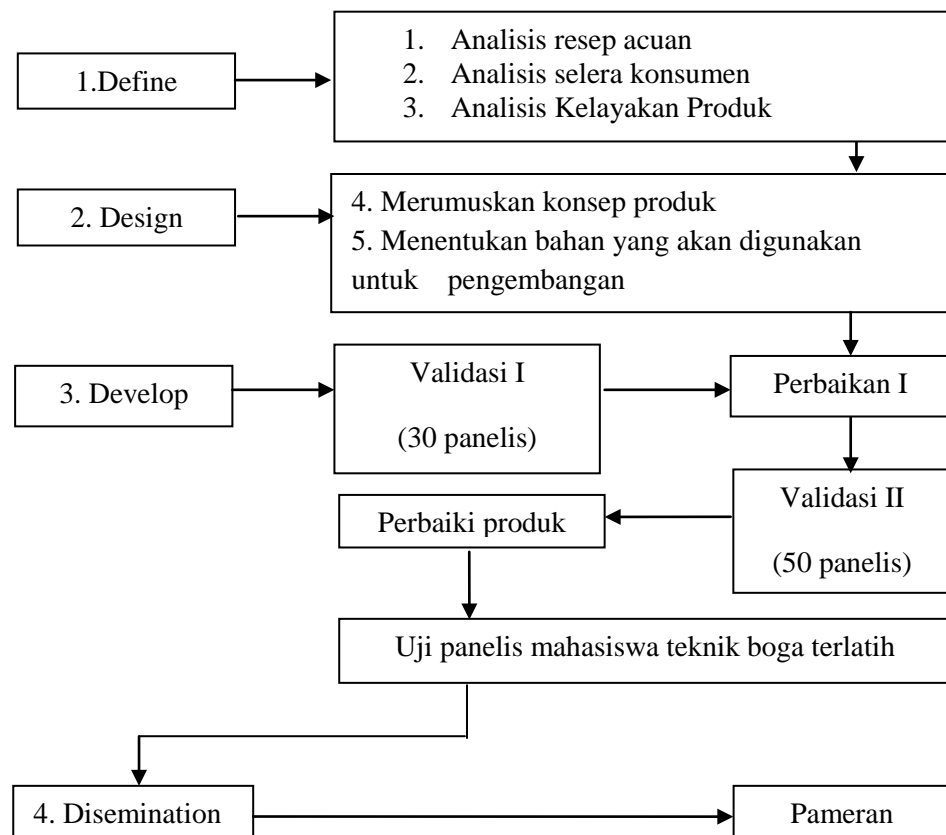 1.Define
1. Analisis resep acuan
2. Analisis selera konsumen
3. Analisis Kelayakan Produk
2. Design
4. Merumuskan konsep produk
5. Menentukan bahan yang akan digunakan
untuk pengembangan
3. Develop
Validasi I
(30 panelis)
Perbaikan I
Validasi II
(50 panelis)
Perbaiki produk
Uji panelis mahasiswa teknik boga terlatih
4. Disemination
Pameran